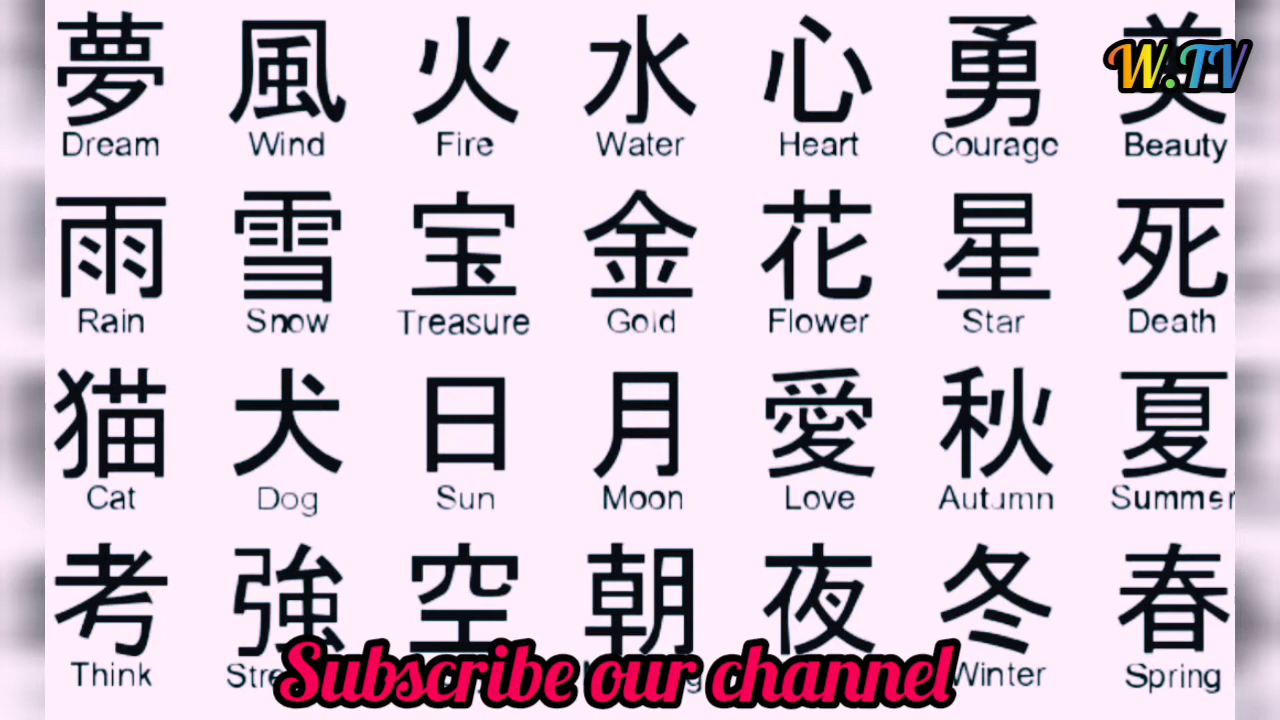 夢 風 火 水 心 勇 美
W.TV
Dream Wind Fire Water Heart Courage Beauty
雨 雪 宝 金 花 星 死
Rain Snow Treasure Gold Flower Star Death
猫 犬 日 月 愛 秋 夏
Cat Dog Sun Moon Love Autumn Summer
考 強 空 朝 夜 冬 春
Think Winter Spring
Subscribe our channel